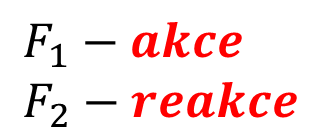 F₁ − akce
F₂ − reakce